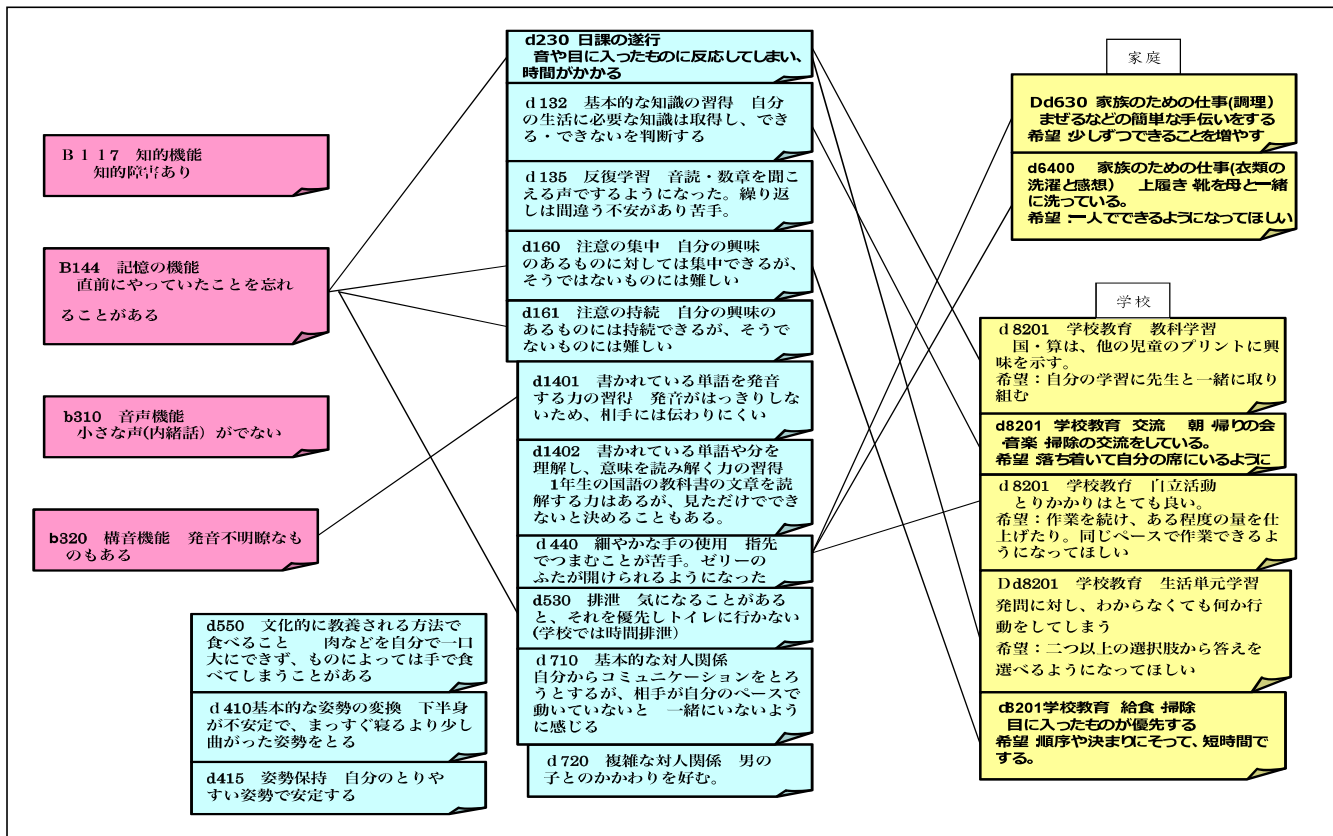 B１１７　知的機能
知的障害あり
B144　記憶の機能
直前にやっていたことを忘れ
ることがある
b310　音声機能
小さな声(内緒話）がでない
b320　構音機能　発音不明瞭なも
のもある
d550　文化的に教養される方法で
食べること　　肉などを自分で一口
大にできず、ものによっては手で食
べてしまうことがある
ｄ410基本的な姿勢の変換　下半身
が不安定で、まっすぐ寝るより少し
曲がった姿勢をとる
d415　姿勢保持　自分のとりや
すい姿勢で安定する
d230 日課の遂行
音や目に入ったものに反応してしまい、
時間がかかる
ｄ132　基本的な知識の習得　自分
の生活に必要な知識は取得し、でき
る・できないを判断する
ｄ135　反復学習　音読・数章を聞こ
える声でするようになった。繰り返
しは間違う不安があり苦手。
d160　注意の集中　自分の興味
のあるものに対しては集中できるが、
そうではないものには難しい
d161　注意の持続　自分の興味の
あるものには持続できるが、そうで
ないものには難しい
d1401　書かれている単語を発音
する力の習得　発音がはっきりしな
いため、相手には伝わりにくい
d1402　書かれている単語や分を
理解し、意味を読み解く力の習得
1年生の国語の教科書の文章を読
解する力はあるが、見ただけでで
きないと決めることもある。
ｄ440　細やかな手の使用　指先
でつまむことが苦手。ゼリーの
ふたが開けられるようになった
d530　排泄　気になることがある
と、それを優先しトイレに行かない
(学校では時間排泄）
ｄ710　基本的な対人関係
自分からコミュニケーションをとろ
うとするが、相手が自分のペースで
動いていないと　一緒にいないよう
に感じる
ｄ720　複雑な対人関係　男の
子とのかかわりを好む。
家庭
Dd630 家族のための仕事(調理）
まぜるなどの簡単な手伝いをする
希望：少しずつできることを増やす
d6400　　家族のための仕事(衣類の
洗濯と感想）　上履き・靴を母と一緒
に洗っている。
希望：一人でできるようになってほしい
学校
ｄ8201　学校教育　教科学習
国・算は、他の児童のプリントに興
味を示す。
希望：自分の学習に先生と一緒に取り
組む
d8201 学校教育 交流　朝・帰りの会
・音楽・掃除の交流をしている。
希望：落ち着いて自分の席にいるように
ｄ8201　学校教育　自立活動
とりかかりはとても良い。
希望：作業を続け、ある程度の量を仕
上げたり。同じペースで作業できるよ
うになってほしい
Ｄd8201　学校教育　生活単元学習
発問に対し、わからなくても何か行
動をしてしまう
希望：二つ以上の選択肢から答えを
選べるようになってほしい
d8201学校教育 給食・掃除
目に入ったものが優先する
希望：順序や決まりにそって、短時間で
する。